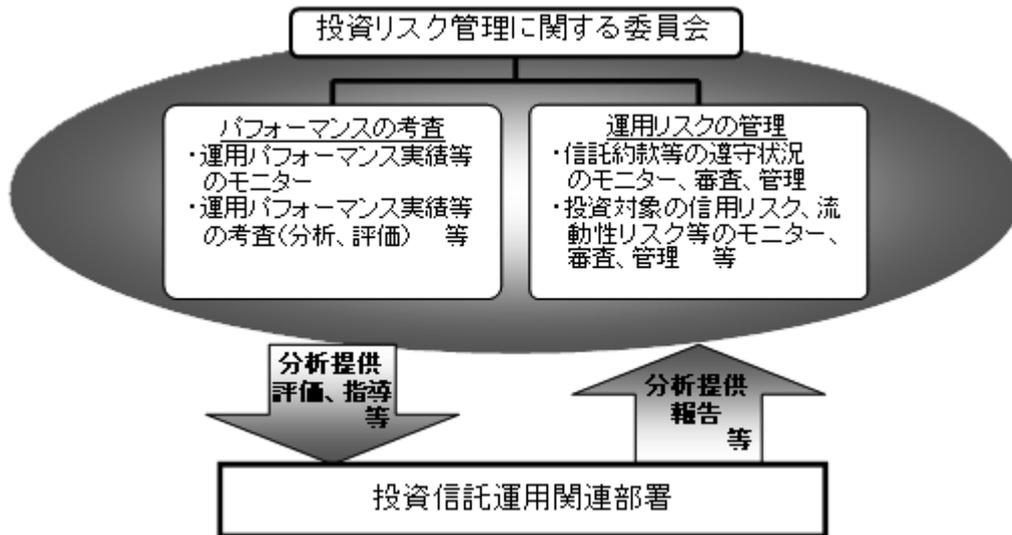 投資リスク管理に関する委員会
パフォーマンスの考査
・運用パフォーマンス実績等
のモニター
・運用パフォーマンス実績等
の考査(分析、評価) 等
運用リスクの管理
・信託約款等の遵守状況
のモニター、審査、管理
・投資対象の信用リスク、流
動性リスク等のモニター、
審査、管理 等
分析提供
評価、指導
等
分析提供
報告
等
投資信託運用関連部署